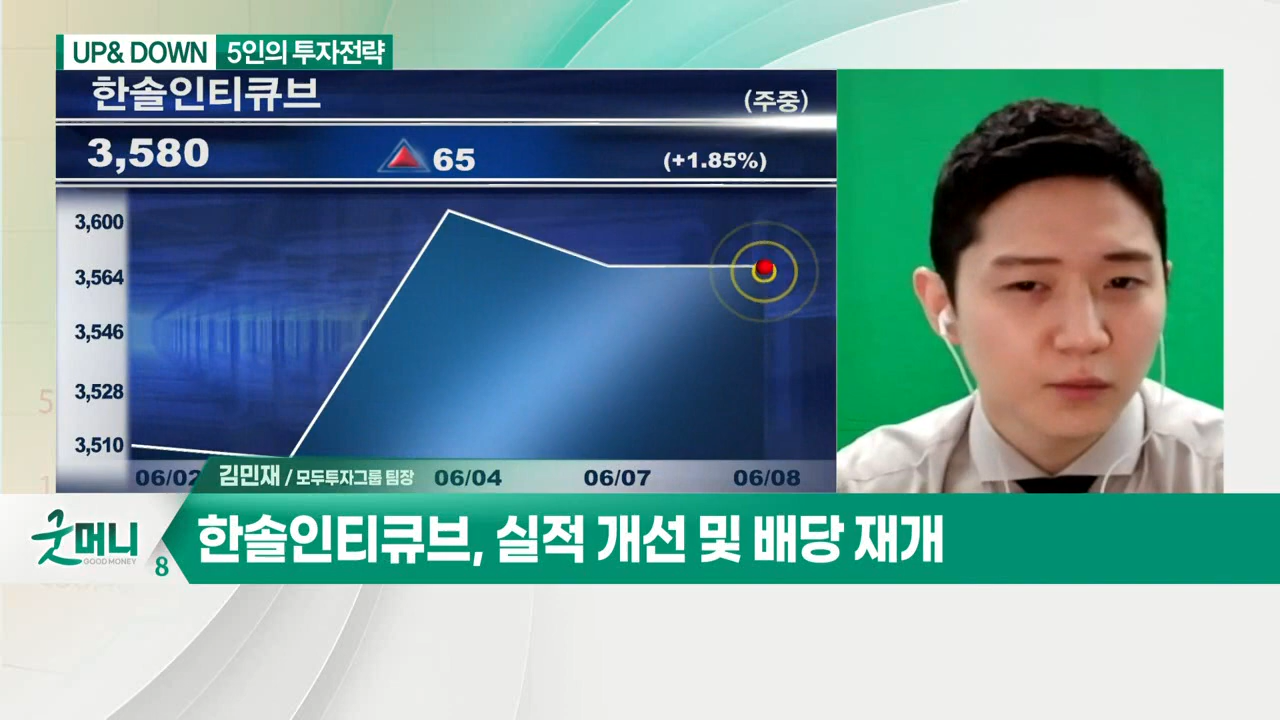 UP& DOWN 5인의 투자전략
한솔인티큐브 (주중)
3,580 65 (+1.85%)
3,600
3,564
3,546
3,528
3,510
06/02 06/04 06/07 06/08
김민재 / 모두투자그룹 팀장
굿머니 GOOD MONEY 8
한솔인티큐브, 실적 개선 및 배당 재개